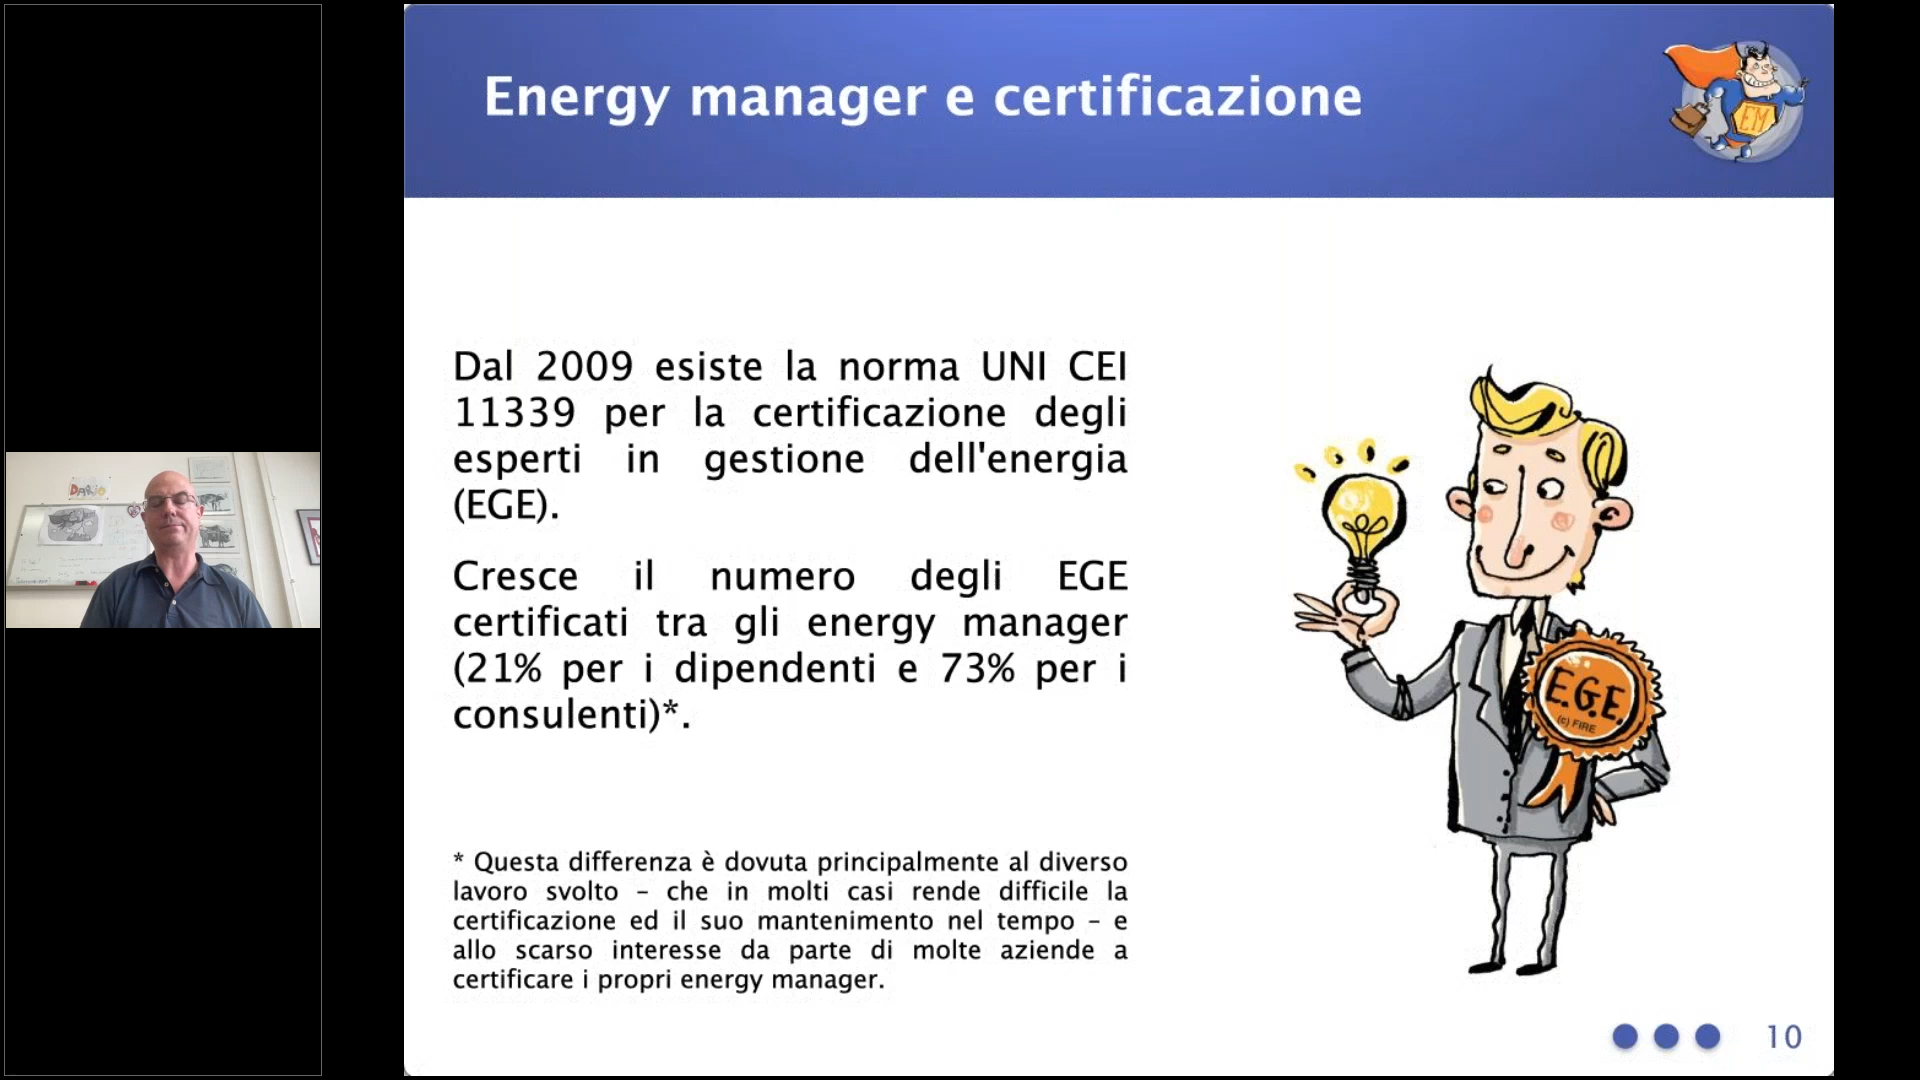 Energy manager e certificazione
EM
DARIO
Dal 2009 esiste la norma UNI CEI
11339 per la certificazione degli
esperti in gestione dell'energia
(EGE).
Cresce il numero degli EGE
certificati tra gli energy manager
(21% per i dipendenti e 73% per i
consulenti)*.
E.G.E.
(c) FIRE
* Questa differenza è dovuta principalmente al diverso
lavoro svolto – che in molti casi rende difficile la
certificazione ed il suo mantenimento nel tempo – e
allo scarso interesse da parte di molte aziende a
certificare i propri energy manager.
10